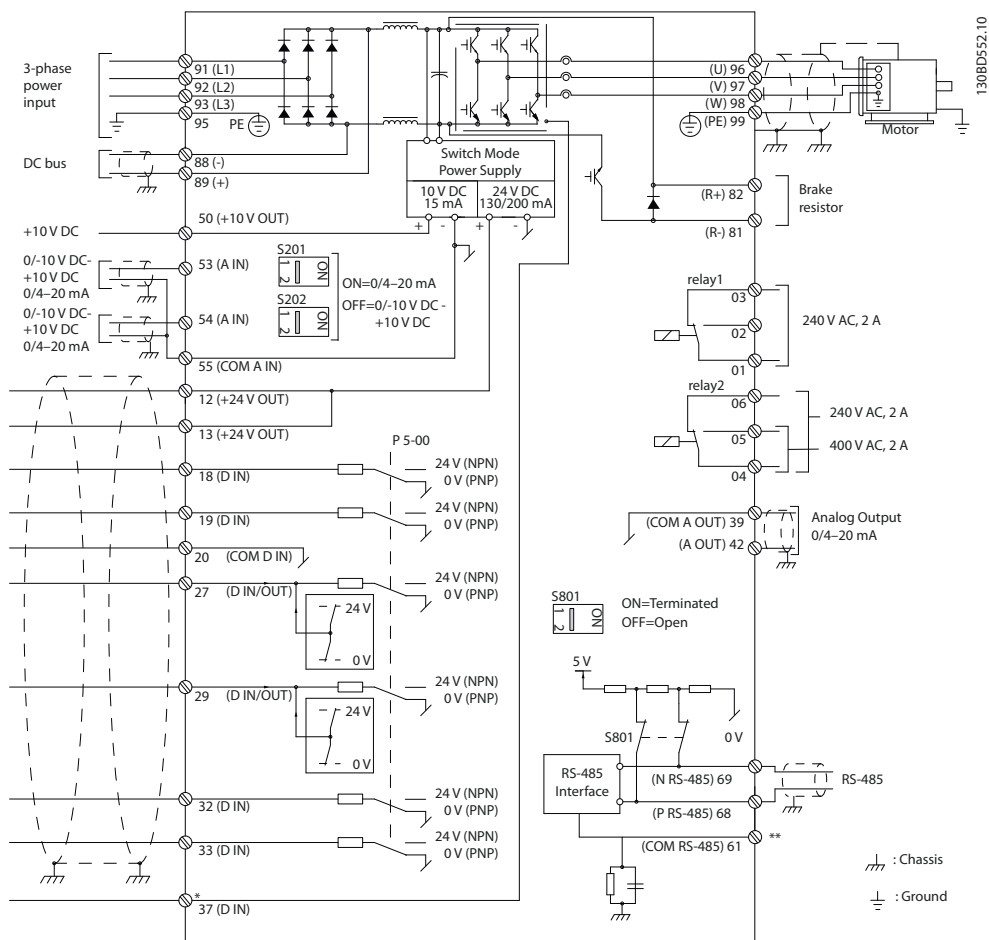 130BD552.10
3-phase
power
input
91 (L1)
92 (L2)
93 (L3)
95
PE
DC bus
88 (-)
89 (+)
+10 V DC
50 (+10 V OUT)
0/-10 V DC-
+10 V DC
0/4–20 mA
53 (A IN)
0/-10 V DC-
+10 V DC
0/4–20 mA
54 (A IN)
55 (COM A IN)
12 (+24 V OUT)
13 (+24 V OUT)
18 (D IN)
19 (D IN)
20 (COM D IN)
27 (D IN/OUT)
24 V
0 V
29 (D IN/OUT)
24 V
0 V
32 (D IN)
33 (D IN)
*
37 (D IN)
Switch Mode
Power Supply
10 V DC
15 mA
24 V DC
130/200 mA
+ - + -
S201
1 2
ON
S202
1 2
ON
ON=0/4–20 mA
OFF=0/-10 V DC -
+10 V DC
P 5-00
24 V (NPN)
0 V (PNP)
24 V (NPN)
0 V (PNP)
24 V (NPN)
0 V (PNP)
24 V (NPN)
0 V (PNP)
24 V (NPN)
0 V (PNP)
24 V (NPN)
0 V (PNP)
(U) 96
(V) 97
(W) 98
(PE) 99
Motor
(R+) 82
(R-) 81
Brake
resistor
relay1
03
02
01
240 V AC, 2 A
relay2
06
05
04
240 V AC, 2 A
400 V AC, 2 A
(COM A OUT) 39
(A OUT) 42
Analog Output
0/4–20 mA
S801
1 2
ON
ON=Terminated
OFF=Open
5 V
S801
0 V
RS-485
Interface
(N RS-485) 69
(P RS-485) 68
(COM RS-485) 61
**
RS-485
: Chassis
: Ground